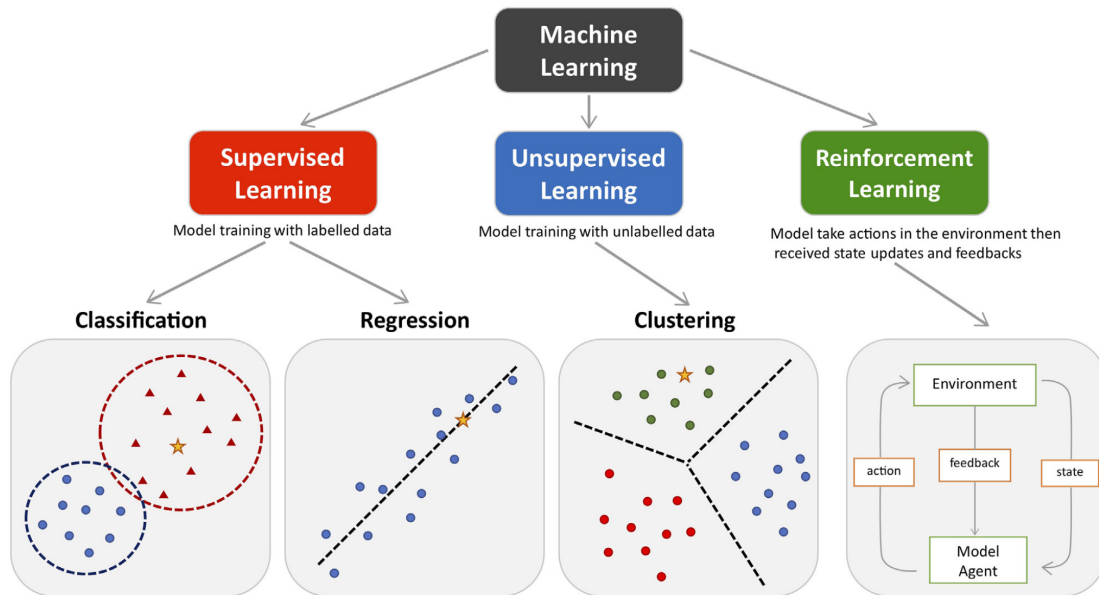 Machine
Learning
Supervised
Learning
Unsupervised
Learning
Reinforcement
Learning
Model training with labelled data
Model training with unlabelled data
Model take actions in the environment then
received state updates and feedbacks
Classification
Regression
Clustering
Environment
action
feedback
state
Model
Agent